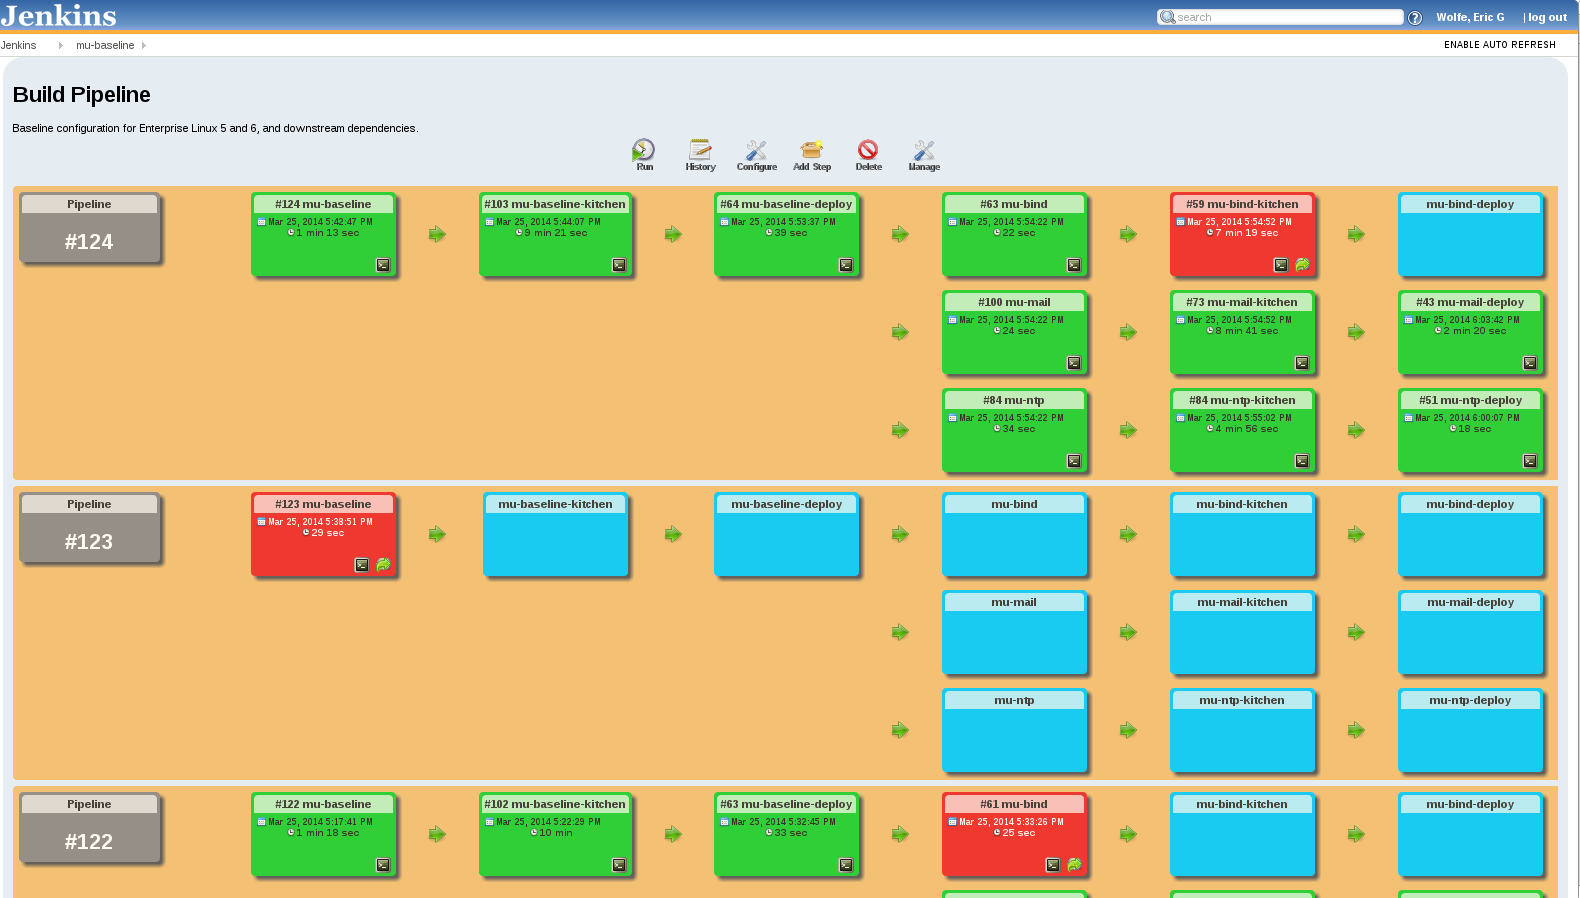 Jenkins
search
Wolfe, Eric G
| log out
Jenkins
mu-baseline
ENABLE AUTO REFRESH
Build Pipeline
Baseline configuration for Enterprise Linux 5 and 6, and downstream dependencies.
Run
History
Configure
Add Step
Delete
Manage
Pipeline
#124
#124 mu-baseline
Mar 25, 2014 5:42:47 PM
1 min 13 sec
#103 mu-baseline-kitchen
Mar 25, 2014 5:44:07 PM
9 min 21 sec
#64 mu-baseline-deploy
Mar 25, 2014 5:53:37 PM
39 sec
#63 mu-bind
Mar 25, 2014 5:54:22 PM
22 sec
#59 mu-bind-kitchen
Mar 25, 2014 5:54:52 PM
7 min 19 sec
mu-bind-deploy
#100 mu-mail
Mar 25, 2014 5:54:22 PM
24 sec
#73 mu-mail-kitchen
Mar 25, 2014 5:54:52 PM
8 min 41 sec
#43 mu-mail-deploy
Mar 25, 2014 6:03:42 PM
2 min 20 sec
#84 mu-ntp
Mar 25, 2014 5:54:22 PM
34 sec
#84 mu-ntp-kitchen
Mar 25, 2014 5:55:02 PM
4 min 56 sec
#51 mu-ntp-deploy
Mar 25, 2014 6:00:07 PM
18 sec
Pipeline
#123
#123 mu-baseline
Mar 25, 2014 5:38:51 PM
29 sec
mu-baseline-kitchen
mu-baseline-deploy
mu-bind
mu-bind-kitchen
mu-bind-deploy
mu-mail
mu-mail-kitchen
mu-mail-deploy
mu-ntp
mu-ntp-kitchen
mu-ntp-deploy
Pipeline
#122
#122 mu-baseline
Mar 25, 2014 5:17:41 PM
1 min 18 sec
#102 mu-baseline-kitchen
Mar 25, 2014 5:22:29 PM
10 min
#63 mu-baseline-deploy
Mar 25, 2014 5:32:45 PM
33 sec
#61 mu-bind
Mar 25, 2014 5:33:26 PM
25 sec
mu-bind-kitchen
mu-bind-deploy